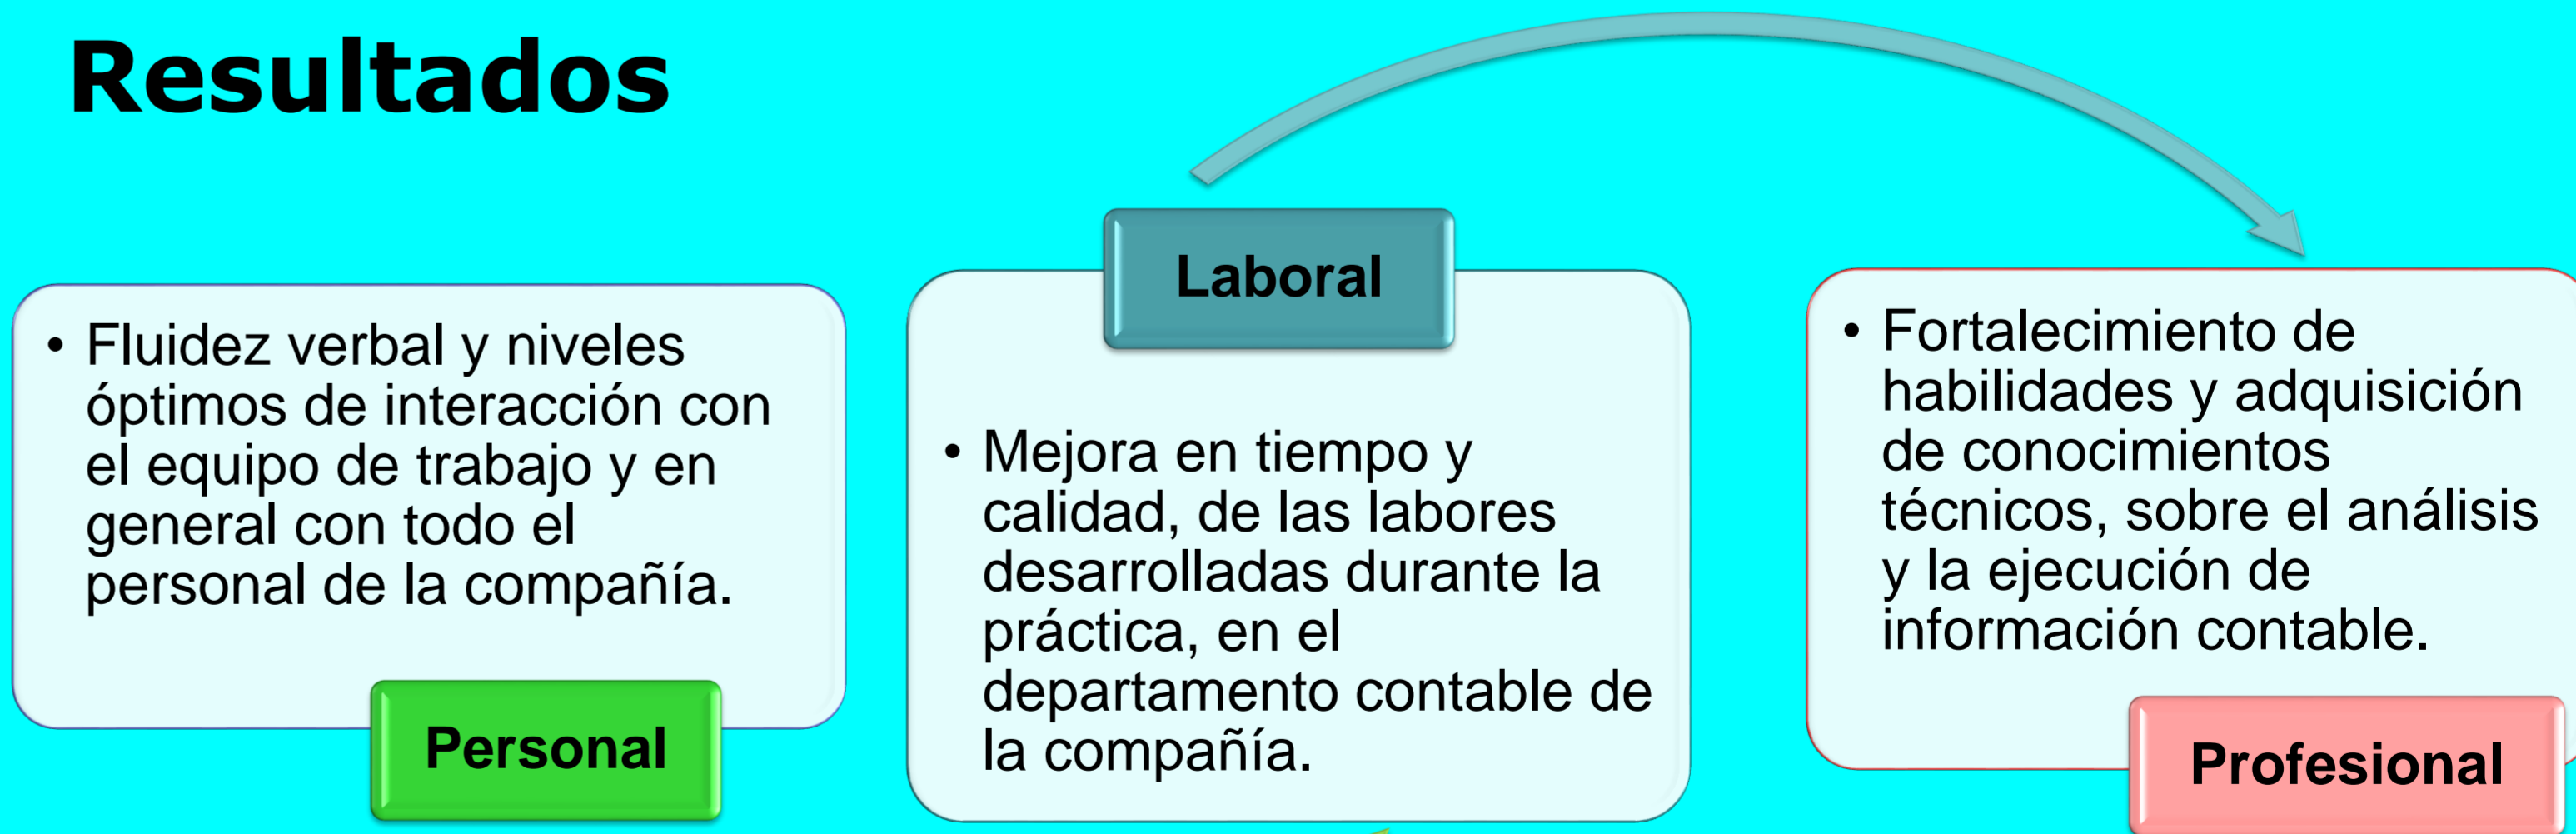 Resultados
• Fluidez verbal y niveles
óptimos de interacción con
el equipo de trabajo y en
general con todo el
personal de la compañía.
Personal
Laboral
• Mejora en tiempo y
calidad, de las labores
desarrolladas durante la
práctica, en el
departamento contable de
la compañía.
• Fortalecimiento de
habilidades y adquisición
de conocimientos
técnicos, sobre el análisis
y la ejecución de
información contable.
Profesional